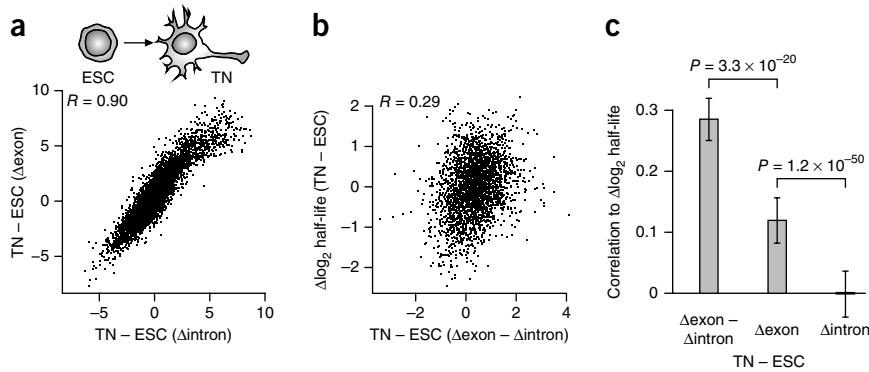 a
ESC
TN
R = 0.90
10
5
0
−5
TN – ESC (Δexon)
−5
0
5
10
TN – ESC (Δintron)
b
R = 0.29
2
1
0
−1
−2
Δlog2 half-life (TN – ESC)
−2
0
2
4
TN – ESC (Δexon – Δintron)
c
P = 3.3 × 10−20
P = 1.2 × 10−50
0.3
0.2
0.1
0
Correlation to Δlog2 half-life
Δexon –
Δintron
Δexon
Δintron
TN – ESC